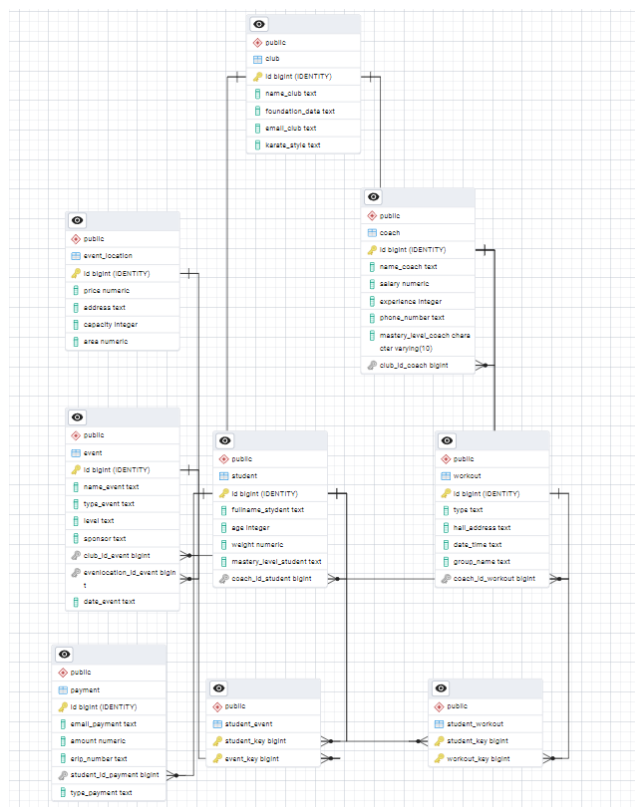 public
club
id bigint (IDENTITY)
name_club text
foundation_data text
email_club text
karate_style text
public
coach
id bigint (IDENTITY)
name_coach text
salary numeric
experience integer
phone_number text
mastery_level_coach chara
cter varying(10)
club_id_coach bigint
public
event_location
id bigint (IDENTITY)
price numeric
address text
capacity integer
area numeric
public
event
id bigint (IDENTITY)
name_event text
type_event text
level text
sponsor text
club_id_event bigint
evenlocation_id_event bigin
t
date_event text
public
student
id bigint (IDENTITY)
fullname_stydent text
age integer
weight numeric
mastery_level_student text
coach_id_student bigint
public
workout
id bigint (IDENTITY)
type text
hall_address text
date_time text
group_name text
coach_id_workout bigint
public
payment
id bigint (IDENTITY)
email_payment text
amount numeric
erip_number text
student_id_payment bigint
type_payment text
public
student_event
student_key bigint
event_key bigint
public
student_workout
student_key bigint
workout_key bigint